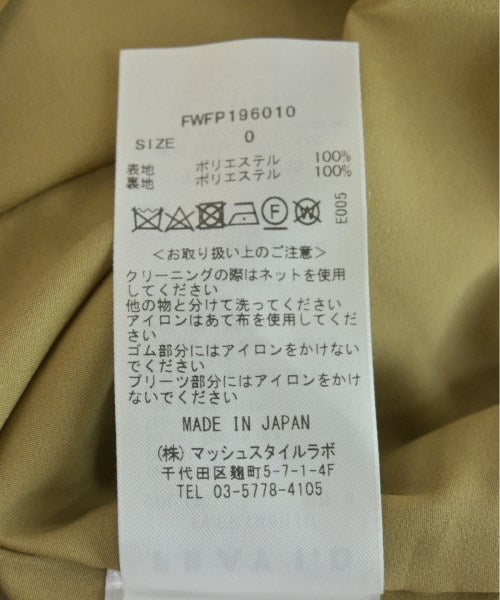 FWFP196010
SIZE 0
表地 ポリエステル 100%
裏地 ポリエステル 100%
F W
E005
<お取り扱い上のご注意>
クリーニングの際はネットを使用
してください
他の物と分けて洗ってください
アイロンはあて布を使用してくだ
さい
ゴム部分にはアイロンをかけない
でください
プリーツ部分にはアイロンをかけ
ないでください
MADE IN JAPAN
(株) マッシュスタイルラボ
千代田区麹町5-7-1-4F
TEL 03-5778-4105